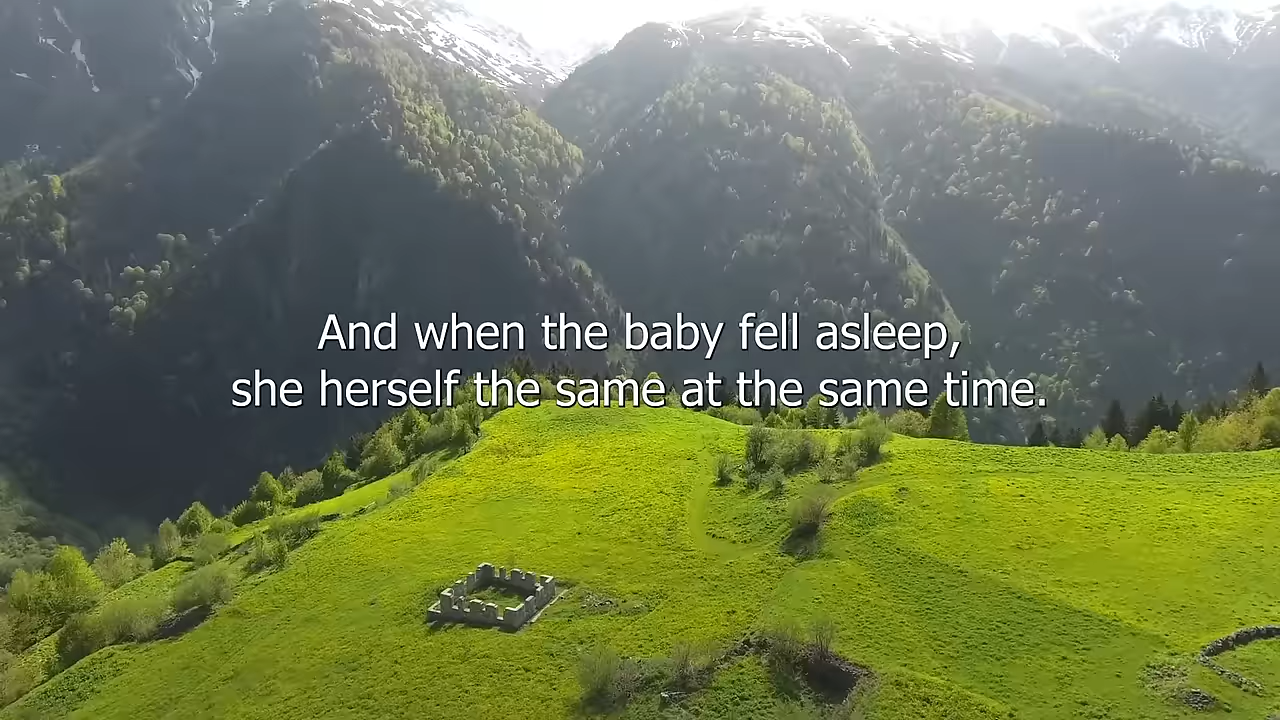 And when the baby fell asleep,
she herself the same at the same time.